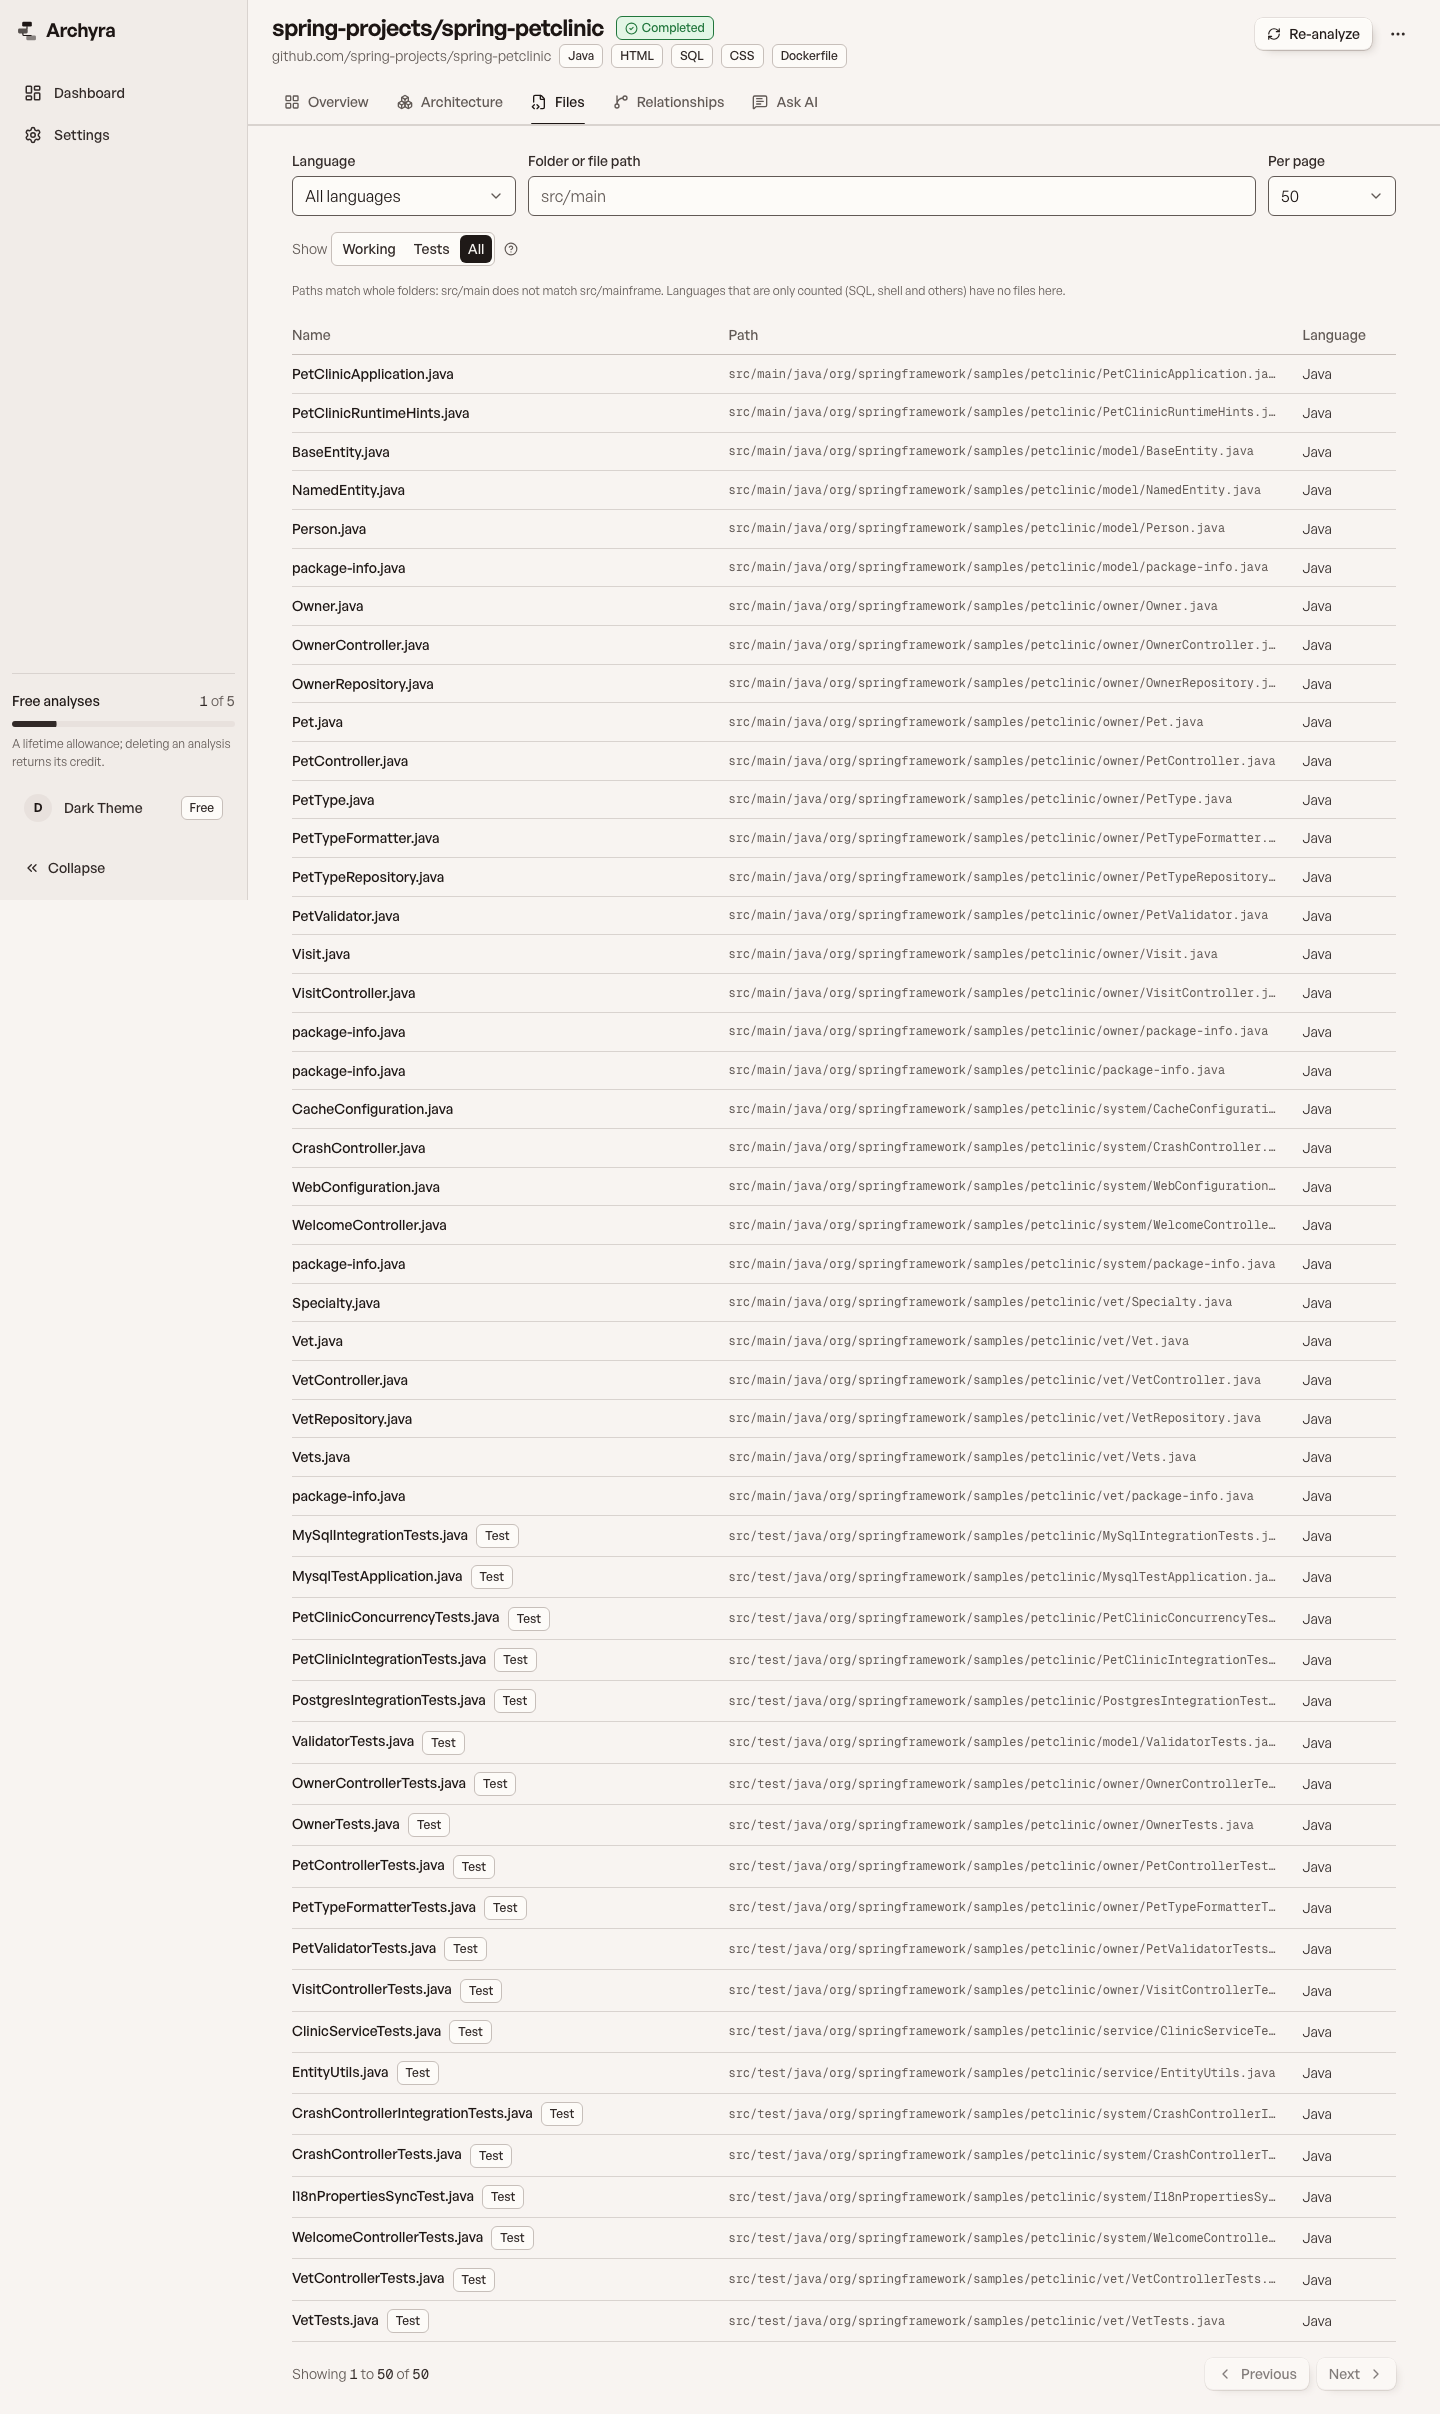 Archyra
Dashboard
Settings
Free analyses 1 of 5
A lifetime allowance; deleting an analysis
returns its credit.
D Dark Theme Free
Collapse
spring-projects/spring-petclinic Completed
github.com/spring-projects/spring-petclinic Java HTML SQL CSS Dockerfile
Re-analyze
Overview Architecture Files Relationships Ask AI
Language Folder or file path Per page
All languages src/main 50
Show Working Tests All
Paths match whole folders: src/main does not match src/mainframe. Languages that are only counted (SQL, shell and others) have no files here.
Name Path Language
PetClinicApplication.java src/main/java/org/springframework/samples/petclinic/PetClinicApplication.ja… Java
PetClinicRuntimeHints.java src/main/java/org/springframework/samples/petclinic/PetClinicRuntimeHints.j… Java
BaseEntity.java src/main/java/org/springframework/samples/petclinic/model/BaseEntity.java Java
NamedEntity.java src/main/java/org/springframework/samples/petclinic/model/NamedEntity.java Java
Person.java src/main/java/org/springframework/samples/petclinic/model/Person.java Java
package-info.java src/main/java/org/springframework/samples/petclinic/model/package-info.java Java
Owner.java src/main/java/org/springframework/samples/petclinic/owner/Owner.java Java
OwnerController.java src/main/java/org/springframework/samples/petclinic/owner/OwnerController.j… Java
OwnerRepository.java src/main/java/org/springframework/samples/petclinic/owner/OwnerRepository.j… Java
Pet.java src/main/java/org/springframework/samples/petclinic/owner/Pet.java Java
PetController.java src/main/java/org/springframework/samples/petclinic/owner/PetController.java Java
PetType.java src/main/java/org/springframework/samples/petclinic/owner/PetType.java Java
PetTypeFormatter.java src/main/java/org/springframework/samples/petclinic/owner/PetTypeFormatter.… Java
PetTypeRepository.java src/main/java/org/springframework/samples/petclinic/owner/PetTypeRepository… Java
PetValidator.java src/main/java/org/springframework/samples/petclinic/owner/PetValidator.java Java
Visit.java src/main/java/org/springframework/samples/petclinic/owner/Visit.java Java
VisitController.java src/main/java/org/springframework/samples/petclinic/owner/VisitController.j… Java
package-info.java src/main/java/org/springframework/samples/petclinic/owner/package-info.java Java
package-info.java src/main/java/org/springframework/samples/petclinic/package-info.java Java
CacheConfiguration.java src/main/java/org/springframework/samples/petclinic/system/CacheConfigurati… Java
CrashController.java src/main/java/org/springframework/samples/petclinic/system/CrashController.… Java
WebConfiguration.java src/main/java/org/springframework/samples/petclinic/system/WebConfiguration… Java
WelcomeController.java src/main/java/org/springframework/samples/petclinic/system/WelcomeControlle… Java
package-info.java src/main/java/org/springframework/samples/petclinic/system/package-info.java Java
Specialty.java src/main/java/org/springframework/samples/petclinic/vet/Specialty.java Java
Vet.java src/main/java/org/springframework/samples/petclinic/vet/Vet.java Java
VetController.java src/main/java/org/springframework/samples/petclinic/vet/VetController.java Java
VetRepository.java src/main/java/org/springframework/samples/petclinic/vet/VetRepository.java Java
Vets.java src/main/java/org/springframework/samples/petclinic/vet/Vets.java Java
package-info.java src/main/java/org/springframework/samples/petclinic/vet/package-info.java Java
MySqlIntegrationTests.java Test src/test/java/org/springframework/samples/petclinic/MySqlIntegrationTests.j… Java
MysqlTestApplication.java Test src/test/java/org/springframework/samples/petclinic/MysqlTestApplication.ja… Java
PetClinicConcurrencyTests.java Test src/test/java/org/springframework/samples/petclinic/PetClinicConcurrencyTes… Java
PetClinicIntegrationTests.java Test src/test/java/org/springframework/samples/petclinic/PetClinicIntegrationTes… Java
PostgresIntegrationTests.java Test src/test/java/org/springframework/samples/petclinic/PostgresIntegrationTest… Java
ValidatorTests.java Test src/test/java/org/springframework/samples/petclinic/model/ValidatorTests.ja… Java
OwnerControllerTests.java Test src/test/java/org/springframework/samples/petclinic/owner/OwnerControllerTe… Java
OwnerTests.java Test src/test/java/org/springframework/samples/petclinic/owner/OwnerTests.java Java
PetControllerTests.java Test src/test/java/org/springframework/samples/petclinic/owner/PetControllerTest… Java
PetTypeFormatterTests.java Test src/test/java/org/springframework/samples/petclinic/owner/PetTypeFormatterT… Java
PetValidatorTests.java Test src/test/java/org/springframework/samples/petclinic/owner/PetValidatorTests… Java
VisitControllerTests.java Test src/test/java/org/springframework/samples/petclinic/owner/VisitControllerTe… Java
ClinicServiceTests.java Test src/test/java/org/springframework/samples/petclinic/service/ClinicServiceTe… Java
EntityUtils.java Test src/test/java/org/springframework/samples/petclinic/service/EntityUtils.java Java
CrashControllerIntegrationTests.java Test src/test/java/org/springframework/samples/petclinic/system/CrashControllerI… Java
CrashControllerTests.java Test src/test/java/org/springframework/samples/petclinic/system/CrashControllerT… Java
I18nPropertiesSyncTest.java Test src/test/java/org/springframework/samples/petclinic/system/I18nPropertiesSy… Java
WelcomeControllerTests.java Test src/test/java/org/springframework/samples/petclinic/system/WelcomeControlle… Java
VetControllerTests.java Test src/test/java/org/springframework/samples/petclinic/vet/VetControllerTests.… Java
VetTests.java Test src/test/java/org/springframework/samples/petclinic/vet/VetTests.java Java
Showing 1 to 50 of 50 Previous Next